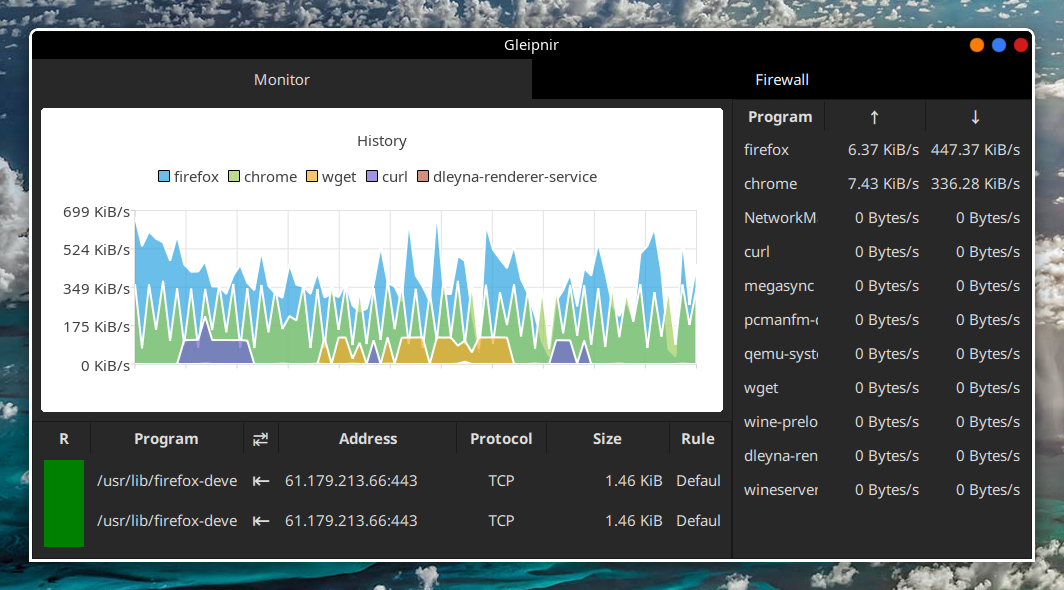 Gleipnir
Monitor Firewall
History
firefox chrome wget curl dleyna-renderer-service
699 KiB/s
524 KiB/s
349 KiB/s
175 KiB/s
0 KiB/s
Program ↑ ↓
firefox 6.37 KiB/s 447.37 KiB/s
chrome 7.43 KiB/s 336.28 KiB/s
NetworkM 0 Bytes/s 0 Bytes/s
curl 0 Bytes/s 0 Bytes/s
megasync 0 Bytes/s 0 Bytes/s
pcmanfm-q 0 Bytes/s 0 Bytes/s
qemu-syst 0 Bytes/s 0 Bytes/s
wget 0 Bytes/s 0 Bytes/s
wine-prelo 0 Bytes/s 0 Bytes/s
dleyna-ren 0 Bytes/s 0 Bytes/s
wineserver 0 Bytes/s 0 Bytes/s
R Program ⇄ Address Protocol Size Rule
/usr/lib/firefox-deve ⇤ 61.179.213.66:443 TCP 1.46 KiB Defaul
/usr/lib/firefox-deve ⇤ 61.179.213.66:443 TCP 1.46 KiB Defaul